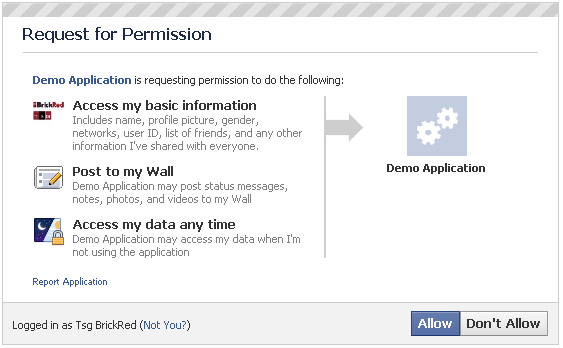 Request for Permission
Demo Application is requesting permission to do the following:
BrickRed
Access my basic information
Includes name, profile picture, gender,
networks, user ID, list of friends, and any other
information I've shared with everyone.
Post to my Wall
Demo Application may post status messages,
notes, photos, and videos to my Wall
Access my data any time
Demo Application may access my data when I'm
not using the application
Demo Application
Report Application
Logged in as Tsg BrickRed (Not You?)
Allow
Don't Allow